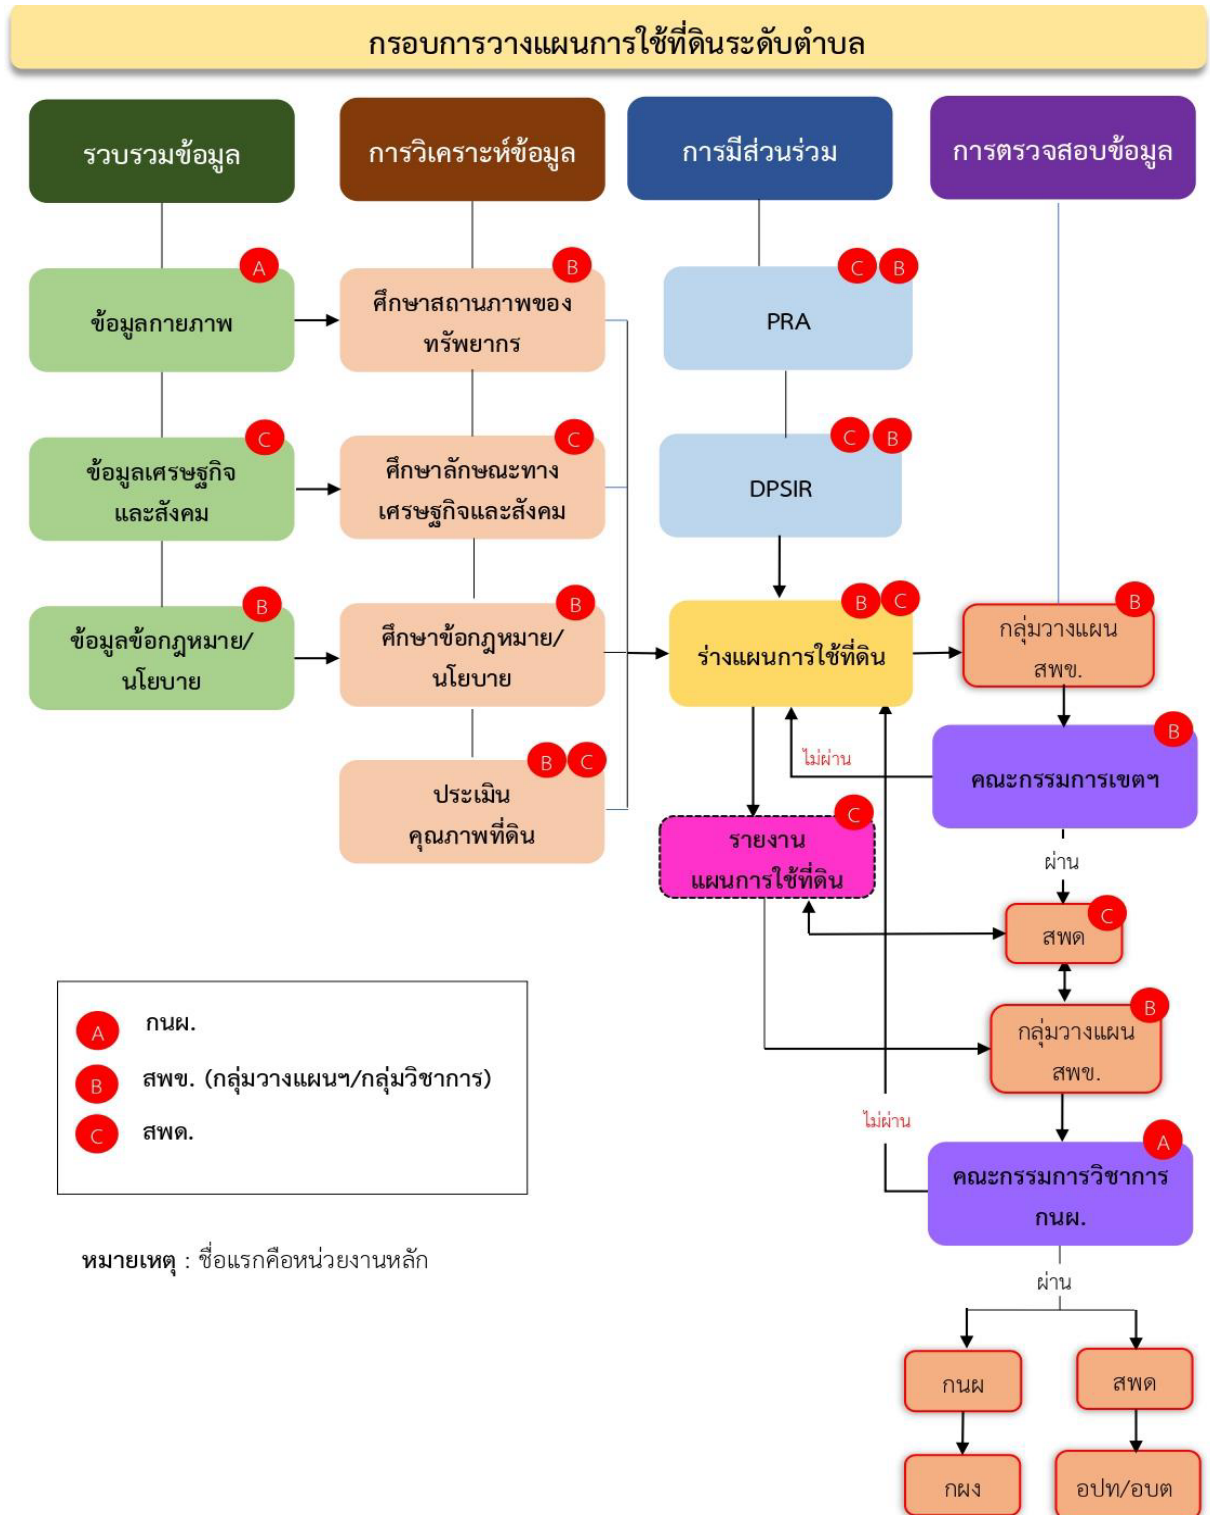 กรอบการวางแผนการใช้ที่ดินระดับตำบล
รวบรวมข้อมูล
การวิเคราะห์ข้อมูล
การมีส่วนร่วม
การตรวจสอบข้อมูล
A
ข้อมูลกายภาพ
B
ศึกษาสถานภาพของ
ทรัพยากร
C B
PRA
C
ข้อมูลเศรษฐกิจ
และสังคม
C
ศึกษาลักษณะทาง
เศรษฐกิจและสังคม
C B
DPSIR
B
ข้อมูลข้อกฎหมาย/
นโยบาย
B
ศึกษาข้อกฎหมาย/
นโยบาย
B C
ร่างแผนการใช้ที่ดิน
B
กลุ่มวางแผน
สพข.
B C
ประเมิน
คุณภาพที่ดิน
ไม่ผ่าน
B
คณะกรรมการเขตฯ
C
รายงาน
แผนการใช้ที่ดิน
ผ่าน
C
สพด
B
กลุ่มวางแผน
สพข.
A กนผ.
B สพข. (กลุ่มวางแผนฯ/กลุ่มวิชาการ)
C สพด.
ไม่ผ่าน
A
คณะกรรมการวิชาการ
กนผ.
หมายเหตุ : ชื่อแรกคือหน่วยงานหลัก
ผ่าน
กนผ
สพด
กผง
อปท/อบต